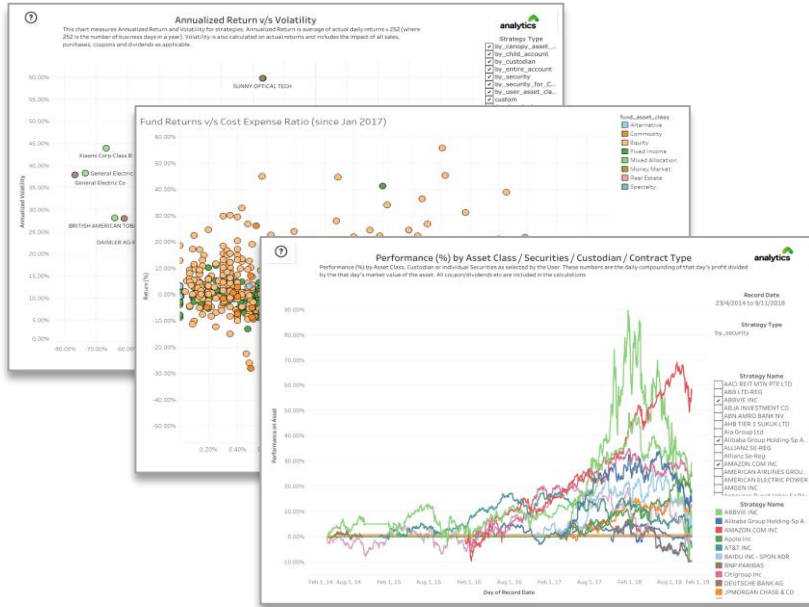 Annualized Return v/s Volatility
This chart measures Annualized Return and Volatility for strategies. Annualized Return is average of actual daily returns x 252 (where
252 is the number of business days in a year). Volatility is also calculated on actual returns and includes the impact of all sales,
purchases, coupons and dividends as applicable.
analytics
Strategy Type
by_canopy_asset_...
by_child_account
by_custodian
by_entire_account
by_security
by_security_for_C...
by_user_asset_cla...
custom
Annualized Volatility
60.00%
55.00%
50.00%
45.00%
40.00%
35.00%
30.00%
25.00%
20.00%
15.00%
10.00%
5.00%
0.00%
SUNNY OPTICAL TECH
Xiaomi Corp-Class B
General Electric
General Electric Co
BRITISH AMERICAN TOB
DAIMLER AG-R
-80.00% -70.00% -60.00
Fund Returns v/s Cost Expense Ratio (since Jan 2017)
fund_asset_class
Alternative
Commodity
Equity
Fixed Income
Mixed Allocation
Money Market
Real Estate
Specialty
Return (%)
60.00%
50.00%
40.00%
30.00%
20.00%
10.00%
0.00%
-10.00%
-20.00%
-30.00%
-50.00%
0.20% 0.40%
Performance (%) by Asset Class / Securities / Custodian / Contract Type
Performance (%) by Asset Class, Custodian or Individual Securities as selected by the User. These numbers are the daily compounding of that day's profit divided
by the that day's market value of the asset. All coupon/dividends etc are included in the calculations
analytics
Record Date
23/4/2014 to 9/11/2018
Strategy Type
by_security
Strategy Name
AACI REIT MTN PTE LTD
ABB LTD-REG
ABBVIE INC
ABJA INVESTMENT CO
ABN AMRO BANK NV
AHB TIER 1 SUKUK LTD
Aia Group Ltd
Alibaba Group Holding-Sp A..
ALLIANZ SE-REG
Allianz Se-Reg
AMAZON.COM INC
AMERICAN AIRLINES GROU..
AMERICAN ELECTRIC POWER
AMGEN INC
Strategy Name
ABBVIE INC
Alibaba Group Holding-Sp A..
AMAZON.COM INC
Apple Inc
AT&T INC
BAIDU INC - SPON ADR
BNP PARIBAS
Citigroup Inc
DEUTSCHE BANK AG
JPMORGAN CHASE & CO
Performance on Asset
90.00%
80.00%
70.00%
60.00%
50.00%
40.00%
30.00%
20.00%
10.00%
0.00%
-10.00%
Feb 1, 14 Aug 1, 14 Feb 1, 15 Aug 1, 15 Feb 1, 16 Aug 1, 16 Feb 1, 17 Aug 1, 17 Feb 1, 18 Aug 1, 18 Feb 1, 19
Day of Record Date